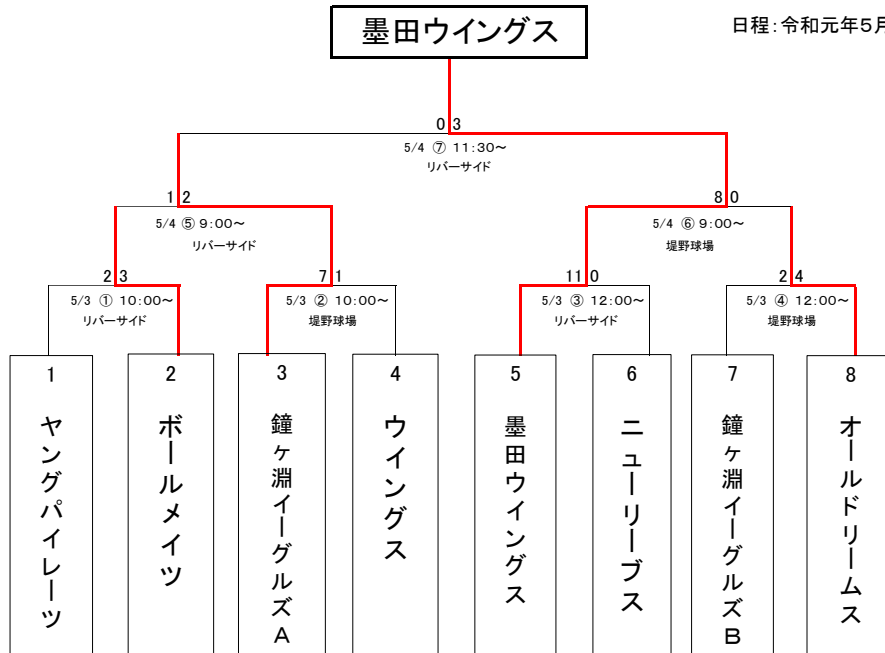 墨田ウイングス
日程:令和元年5月
0 3
5/4 ⑦ 11:30～
リバーサイド
1 2
8 0
5/4 ⑤ 9:00～
リバーサイド
5/4 ⑥ 9:00～
堤野球場
2 3
7 1
11 0
2 4
5/3 ① 10:00～
リバーサイド
5/3 ② 10:00～
堤野球場
5/3 ③ 12:00～
リバーサイド
5/3 ④ 12:00～
堤野球場
1
ヤングパイレーツ
2
ボールメイツ
3
鐘ヶ淵イーグルズA
4
ウイングス
5
墨田ウイングス
6
ニューリーブス
7
鐘ヶ淵イーグルズB
8
オールドリームス